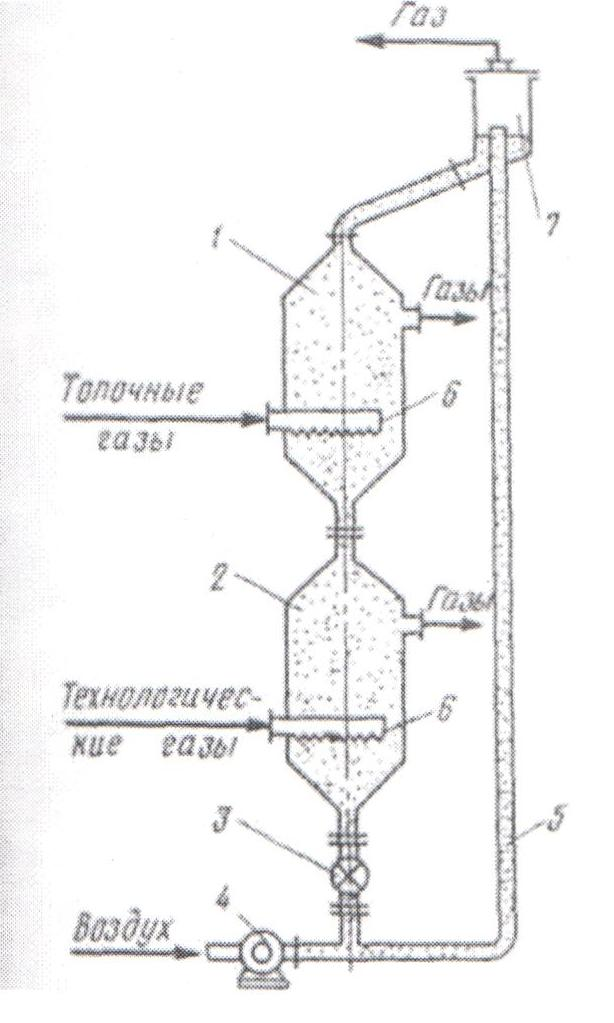 Газ
7
1
Газы
Топочные
газы
6
2
Газы
Технологичес-
кие газы
6
3
5
4
Воздух